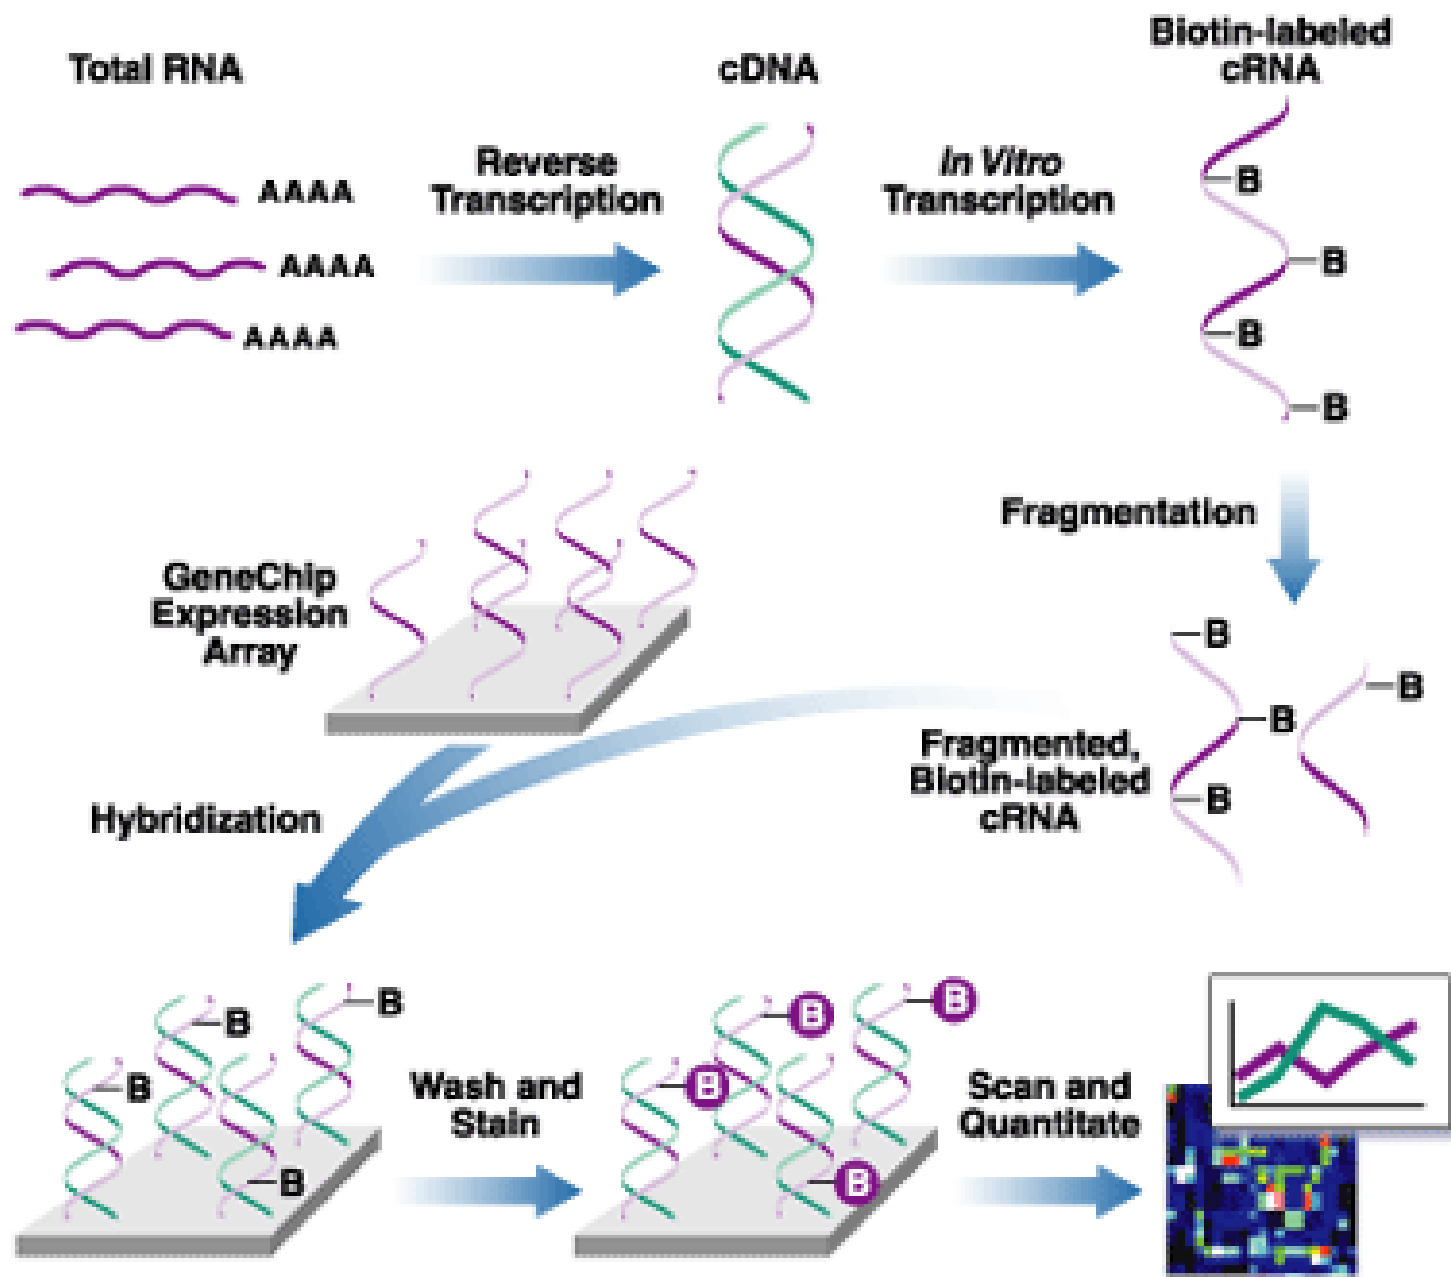 Total RNA
cDNA
Biotin-labeled
cRNA
Reverse
Transcription
In Vitro
Transcription
AAAA
AAAA
AAAA
B
B
B
B
Fragmentation
GeneChip
Expression
Array
B
B
B
B
Fragmented,
Biotin-labeled
cRNA
Hybridization
B
B
B
B
Wash and
Stain
B
B
B
B
Scan and
Quantitate